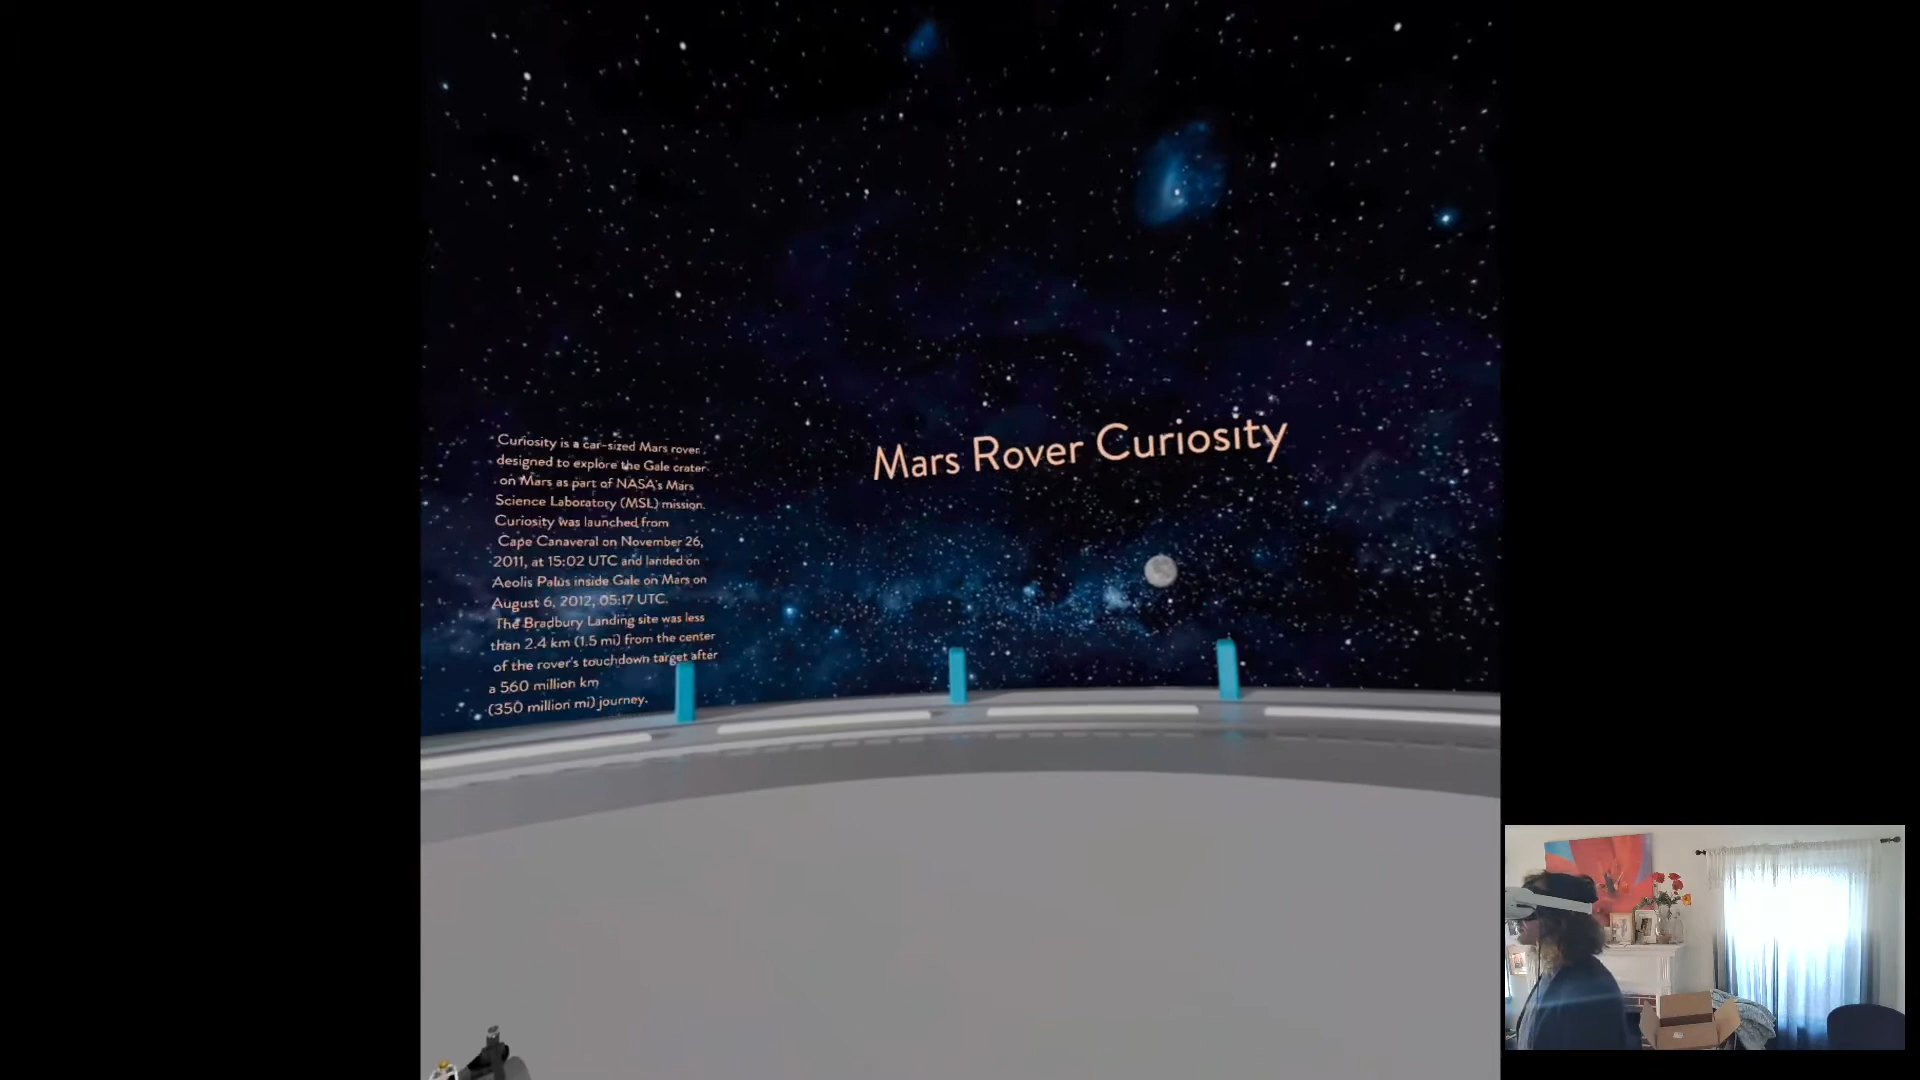 Mars Rover Curiosity
Curiosity is a car-sized Mars rover
designed to explore the Gale crater
on Mars as part of NASA's Mars
Science Laboratory (MSL) mission.
Curiosity was launched from
Cape Canaveral on November 26,
2011, at 15:02 UTC and landed on
Aeolis Palus inside Gale on Mars on
August 6, 2012, 05:17 UTC.
The Bradbury Landing site was less
than 2.4 km (1.5 mi) from the center
of the rover's touchdown target after
a 560 million km
(350 million mi) journey.